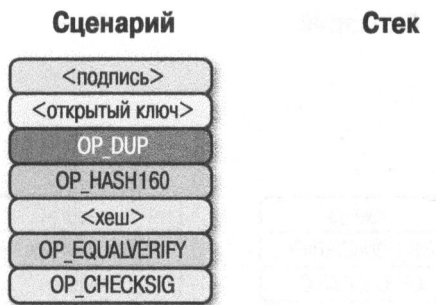 Сценарий
Стек
<подпись>
<открытый ключ>
OP_DUP
OP_HASH160
<хеш>
OP_EQUALVERIFY
OP_CHECKSIG